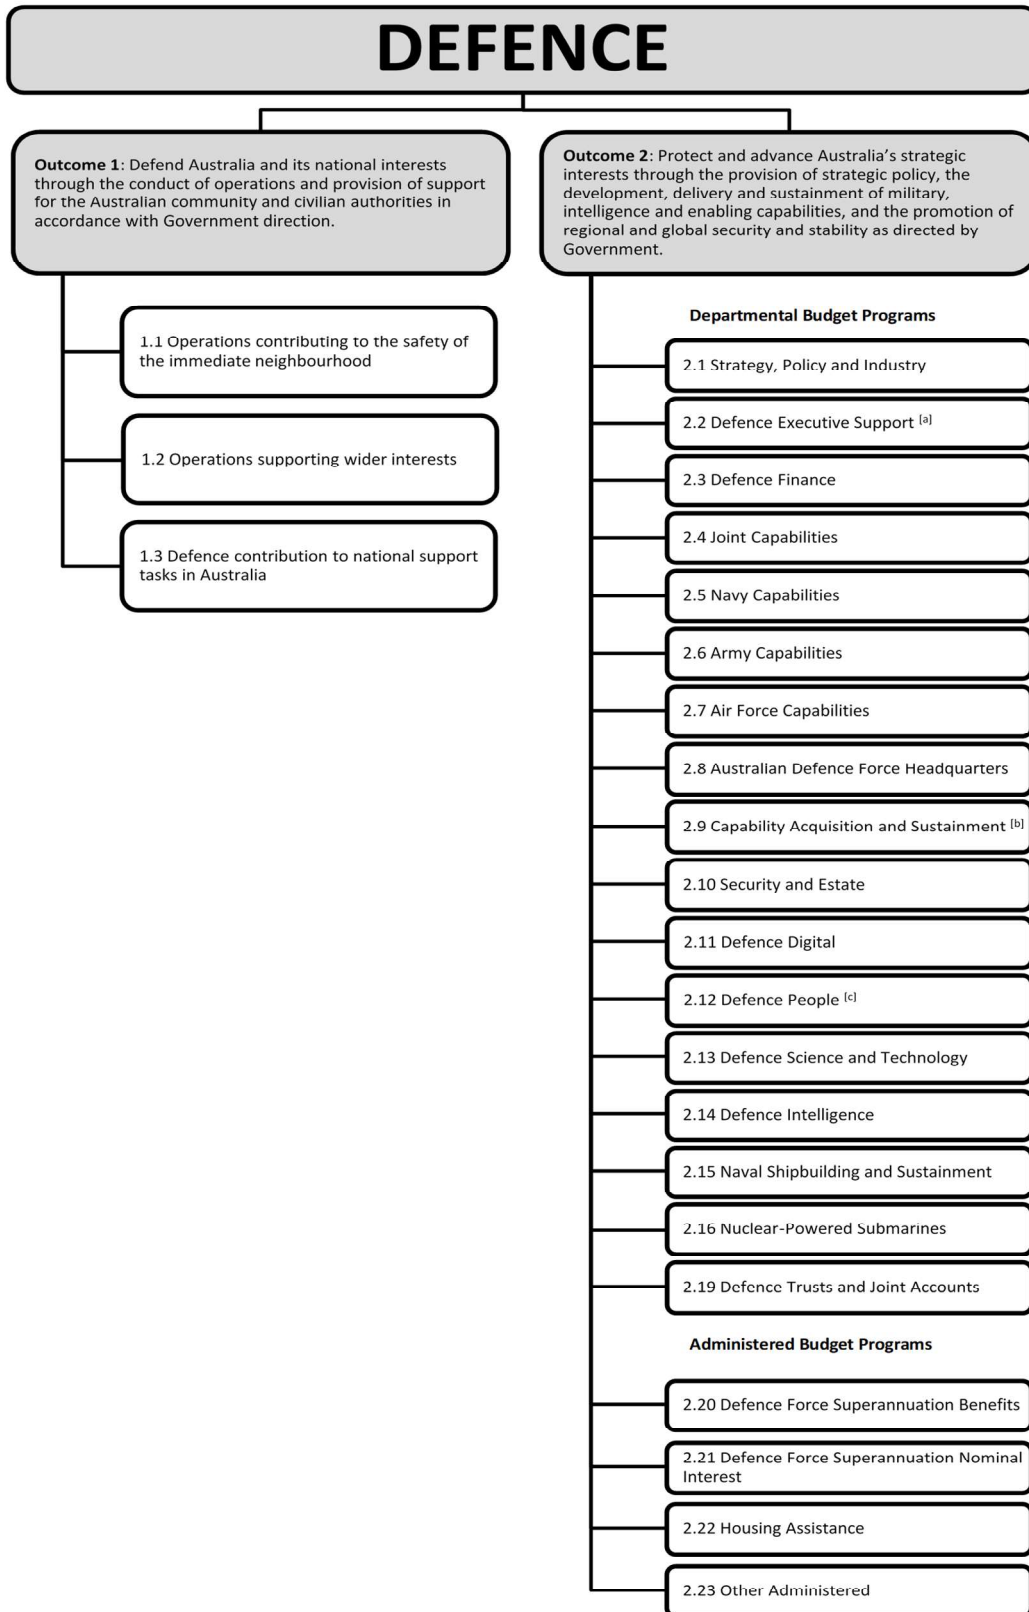 DEFENCE
Outcome 1: Defend Australia and its national interests
through the conduct of operations and provision of support
for the Australian community and civilian authorities in
accordance with Government direction.
1.1 Operations contributing to the safety of
the immediate neighbourhood
1.2 Operations supporting wider interests
1.3 Defence contribution to national support
tasks in Australia
Outcome 2: Protect and advance Australia's strategic
interests through the provision of strategic policy, the
development, delivery and sustainment of military,
intelligence and enabling capabilities, and the promotion of
regional and global security and stability as directed by
Government.
Departmental Budget Programs
2.1 Strategy, Policy and Industry
2.2 Defence Executive Support [a]
2.3 Defence Finance
2.4 Joint Capabilities
2.5 Navy Capabilities
2.6 Army Capabilities
2.7 Air Force Capabilities
2.8 Australian Defence Force Headquarters
2.9 Capability Acquisition and Sustainment [b]
2.10 Security and Estate
2.11 Defence Digital
2.12 Defence People [c]
2.13 Defence Science and Technology
2.14 Defence Intelligence
2.15 Naval Shipbuilding and Sustainment
2.16 Nuclear-Powered Submarines
2.19 Defence Trusts and Joint Accounts
Administered Budget Programs
2.20 Defence Force Superannuation Benefits
2.21 Defence Force Superannuation Nominal
Interest
2.22 Housing Assistance
2.23 Other Administered